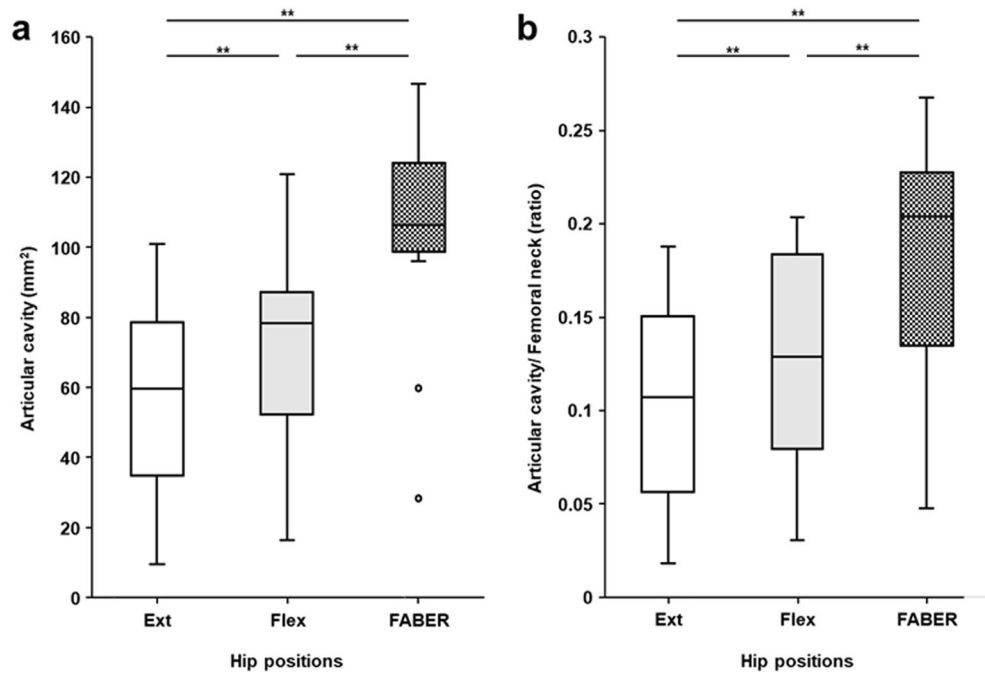 a
**
**
**
160
140
120
100
80
60
40
20
0
Articular cavity (mm²)
Ext
Flex
FABER
Hip positions
b
**
**
**
0.3
0.25
0.2
0.15
0.1
0.05
0
Articular cavity/ Femoral neck (ratio)
Ext
Flex
FABER
Hip positions